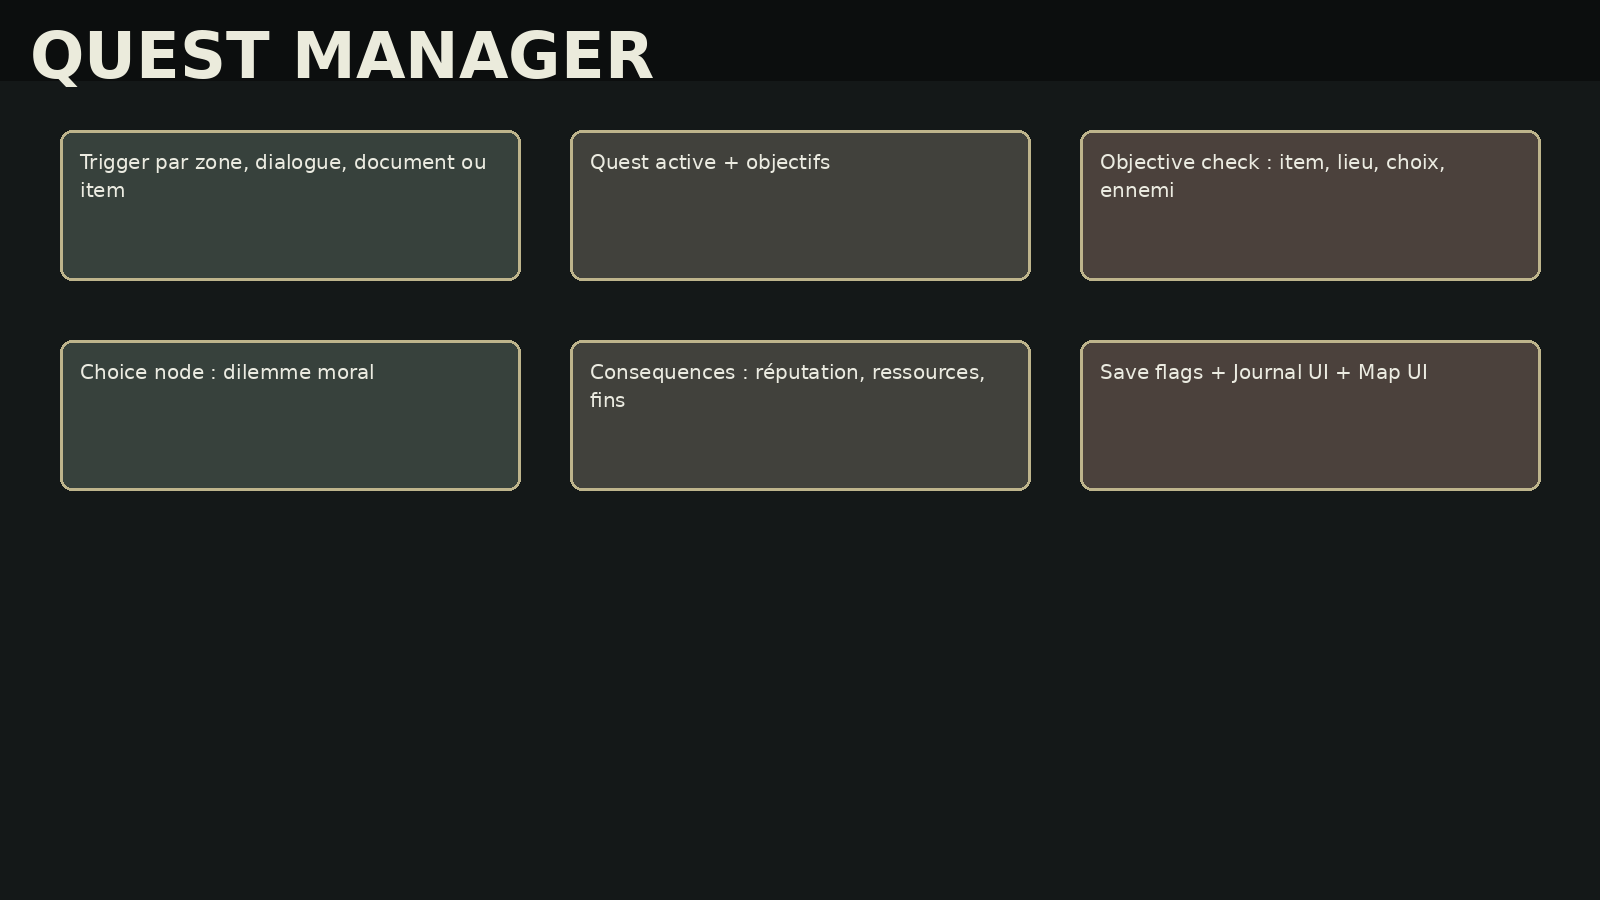 QUEST MANAGER
Trigger par zone, dialogue, document ou
item
Quest active + objectifs
Objective check : item, lieu, choix,
ennemi
Choice node : dilemme moral
Consequences : réputation, ressources,
fins
Save flags + Journal UI + Map UI